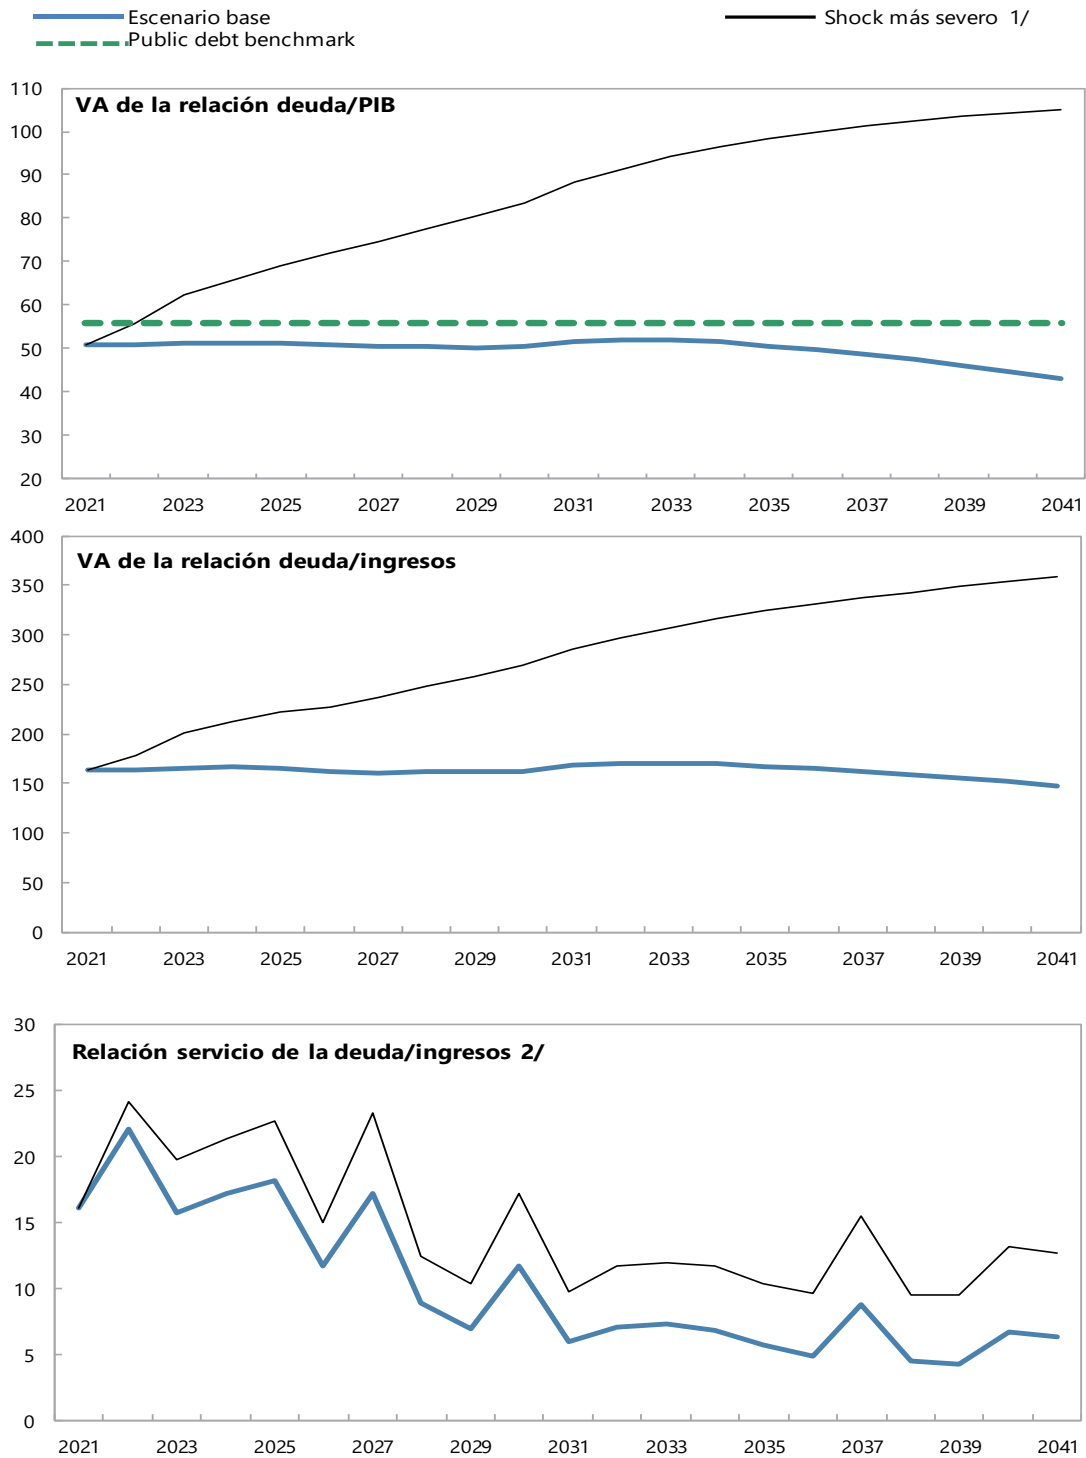 Escenario base
Shock más severo 1/
Public debt benchmark
VA de la relación deuda/PIB
110
100
90
80
70
60
50
40
30
20
2021 2023 2025 2027 2029 2031 2033 2035 2037 2039 2041
VA de la relación deuda/ingresos
400
350
300
250
200
150
100
50
0
2021 2023 2025 2027 2029 2031 2033 2035 2037 2039 2041
Relación servicio de la deuda/ingresos 2/
30
25
20
15
10
5
0
2021 2023 2025 2027 2029 2031 2033 2035 2037 2039 2041